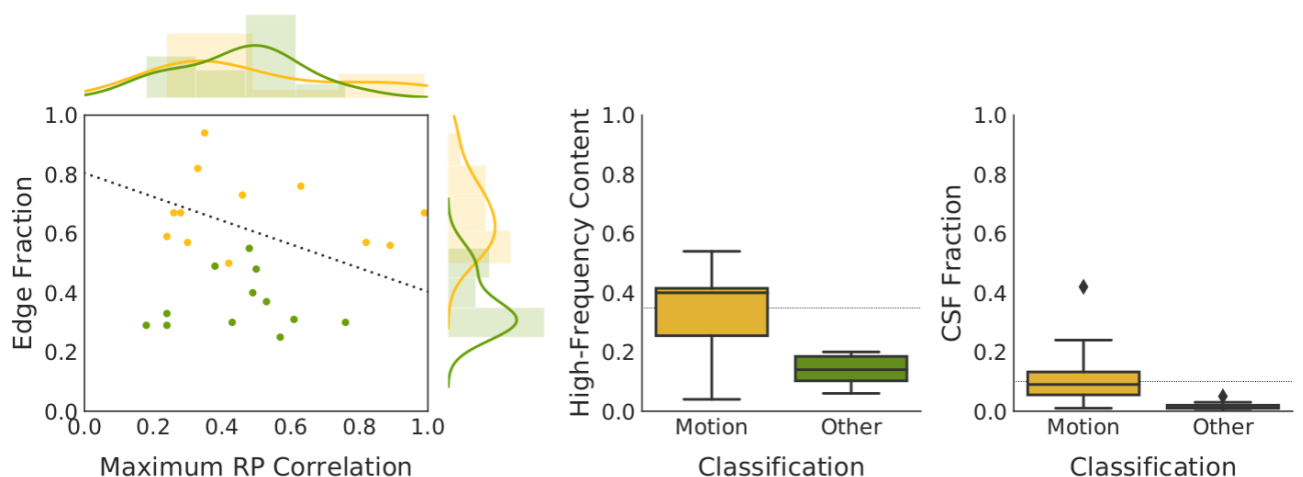 Edge Fraction
1.0
0.8
0.6
0.4
0.2
0.0
0.0 0.2 0.4 0.6 0.8 1.0
Maximum RP Correlation
High-Frequency Content
1.0
0.8
0.6
0.4
0.2
0.0
Motion Other
Classification
CSF Fraction
1.0
0.8
0.6
0.4
0.2
0.0
Motion Other
Classification